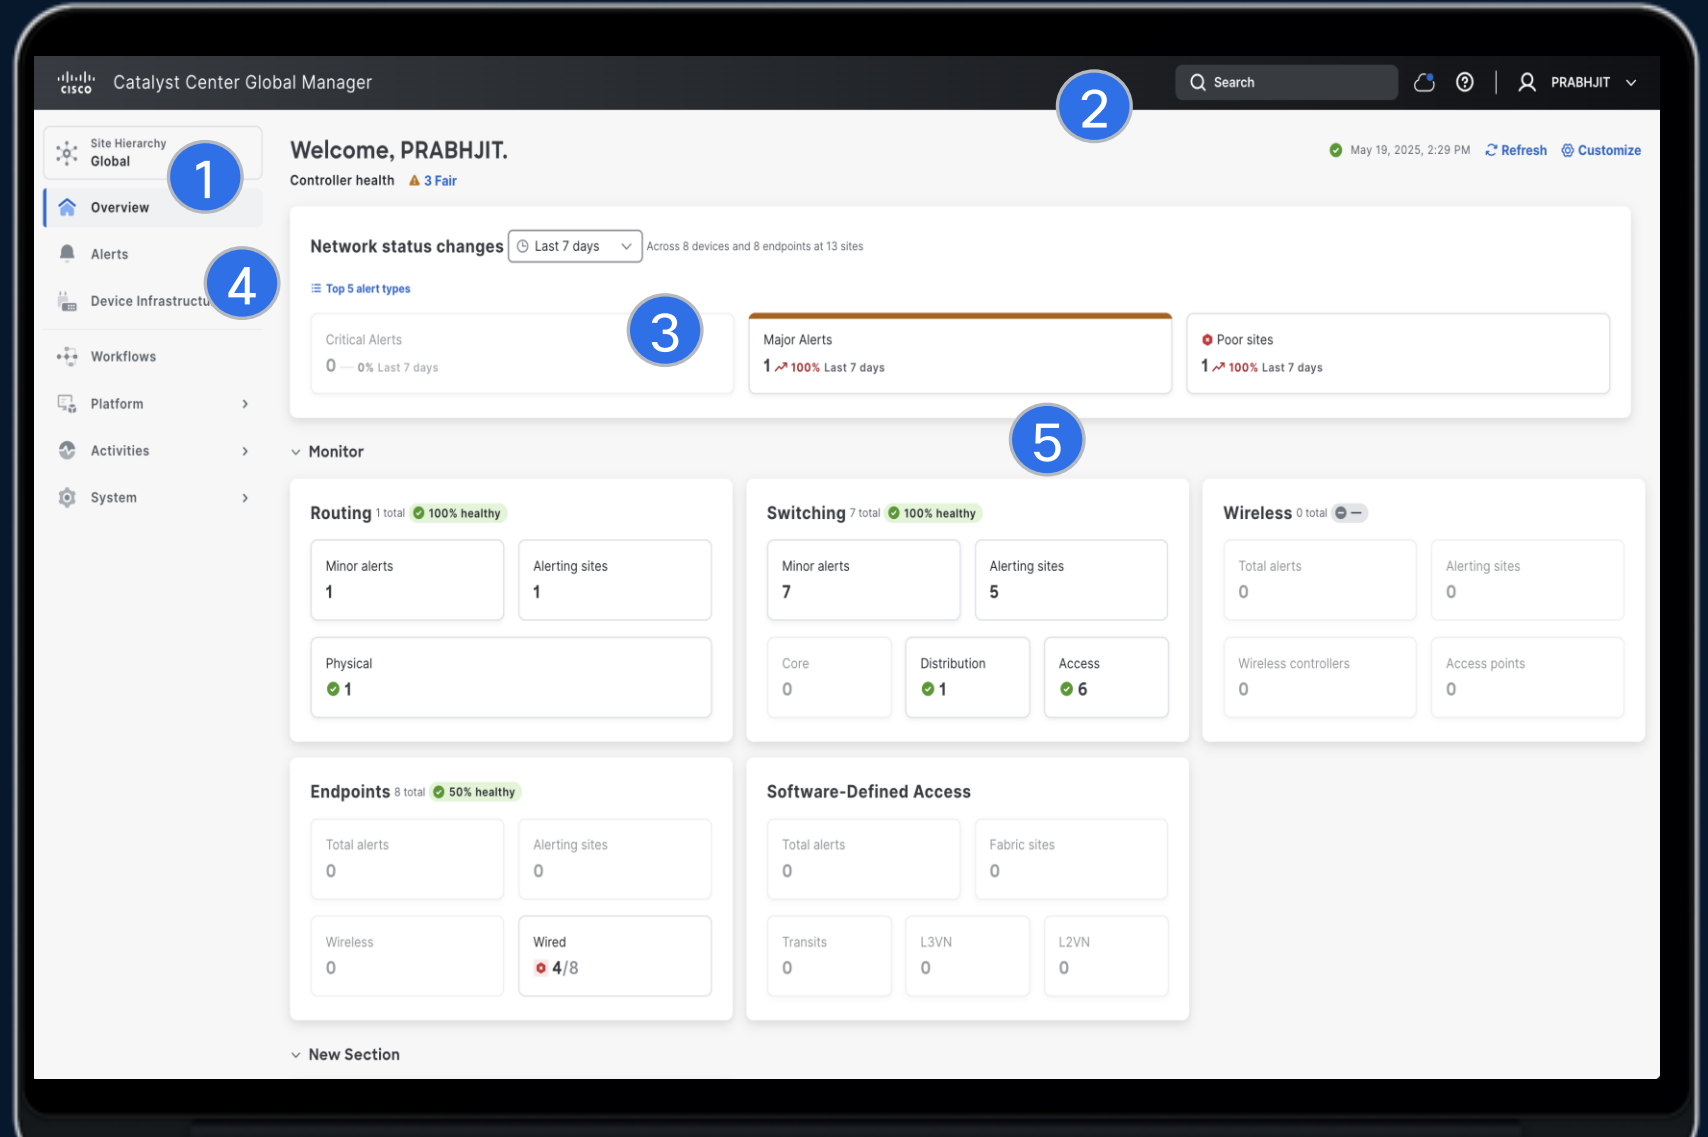 CISCO Catalyst Center Global Manager
2
Search
PRABHJIT
Site Hierarchy
Global
1
Overview
Alerts
4
Device Infrastructu
Workflows
Platform
Activities
System
Welcome, PRABHJIT.
May 19, 2025, 2:29 PM Refresh Customize
Controller health 3 Fair
Network status changes Last 7 days Across 8 devices and 8 endpoints at 13 sites
Top 5 alert types
3
Critical Alerts
0 — 0% Last 7 days
Major Alerts
1 100% Last 7 days
Poor sites
1 100% Last 7 days
5
Monitor
Routing 1 total 100% healthy
Minor alerts
1
Alerting sites
1
Physical
1
Switching 7 total 100% healthy
Minor alerts
7
Alerting sites
5
Core
0
Distribution
1
Access
6
Wireless 0 total —
Total alerts
0
Alerting sites
0
Wireless controllers
0
Access points
0
Endpoints 8 total 50% healthy
Total alerts
0
Alerting sites
0
Wireless
0
Wired
4/8
Software-Defined Access
Total alerts
0
Fabric sites
0
Transits
0
L3VN
0
L2VN
0
New Section